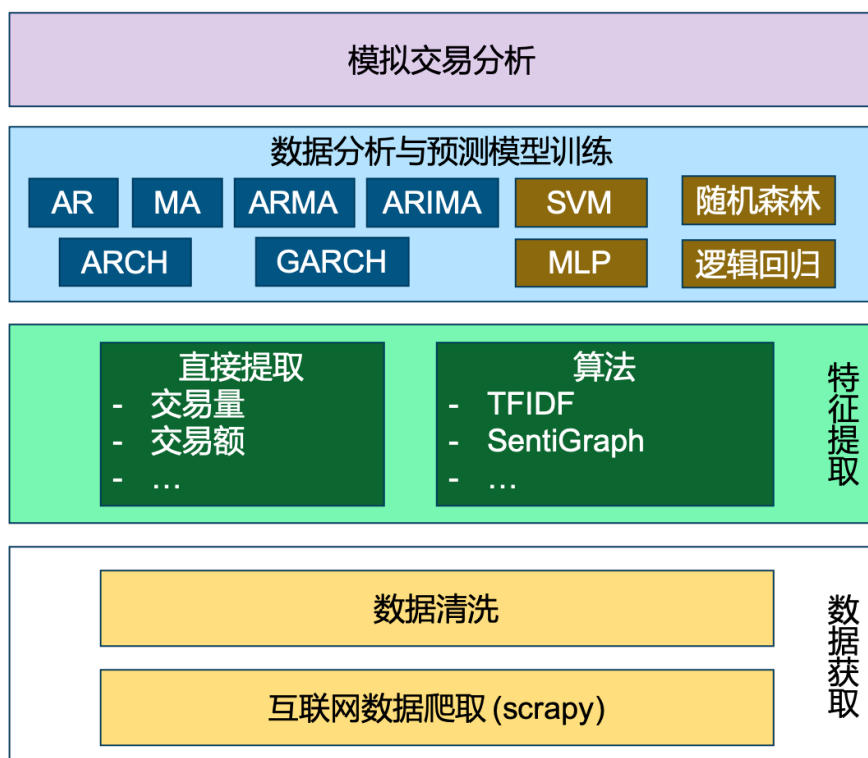 模拟交易分析
数据分析与预测模型训练
AR MA ARMA ARIMA SVM 随机森林
ARCH GARCH MLP 逻辑回归
直接提取
- 交易量
- 交易额
- …
算法
- TFIDF
- SentiGraph
- …
特征提取
数据清洗
互联网数据爬取 (scrapy)
数据获取